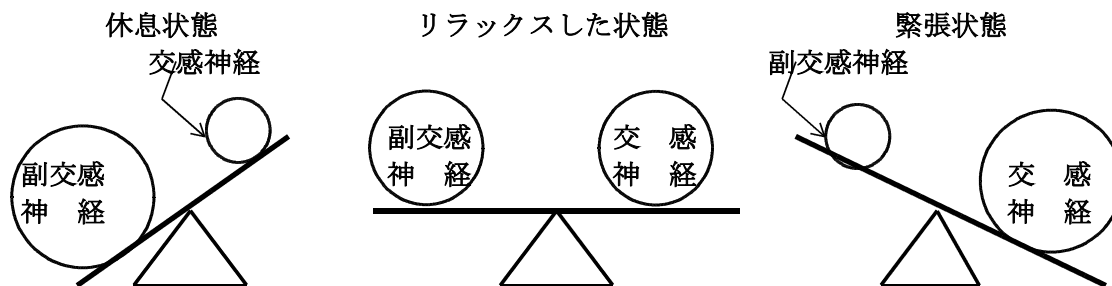 休息状態
交感神経
副交感
神　経
リラックスした状態
副交感
神　経
交　感
神　経
緊張状態
副交感神経
交　感
神　経